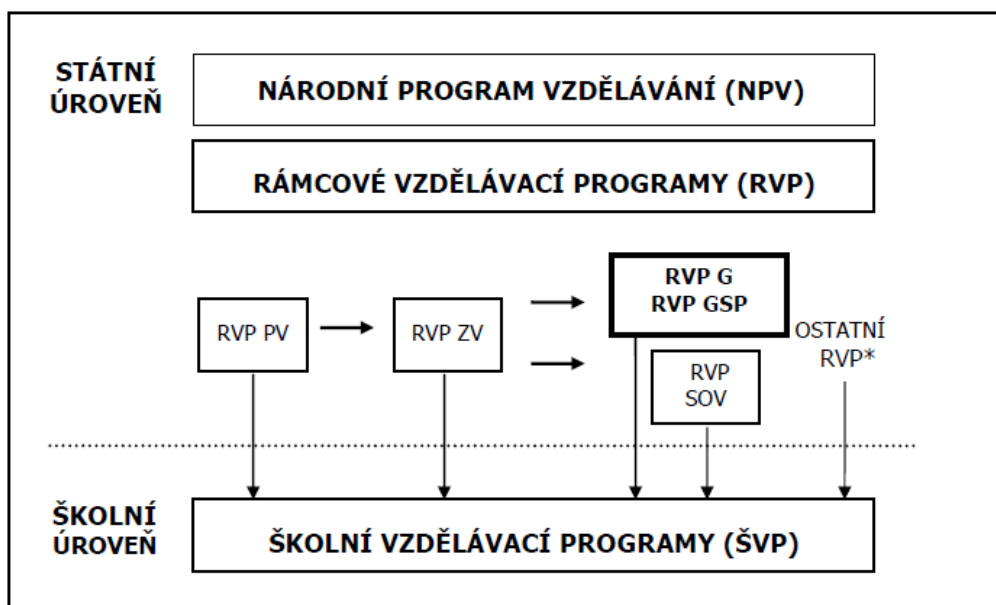 STÁTNÍ
ÚROVEŇ
NÁRODNÍ PROGRAM VZDĚLÁVÁNÍ (NPV)
RÁMCOVÉ VZDĚLÁVACÍ PROGRAMY (RVP)
RVP PV
RVP ZV
RVP G
RVP GSP
RVP
SOV
OSTATNÍ
RVP*
ŠKOLNÍ
ÚROVEŇ
ŠKOLNÍ VZDĚLÁVACÍ PROGRAMY (ŠVP)